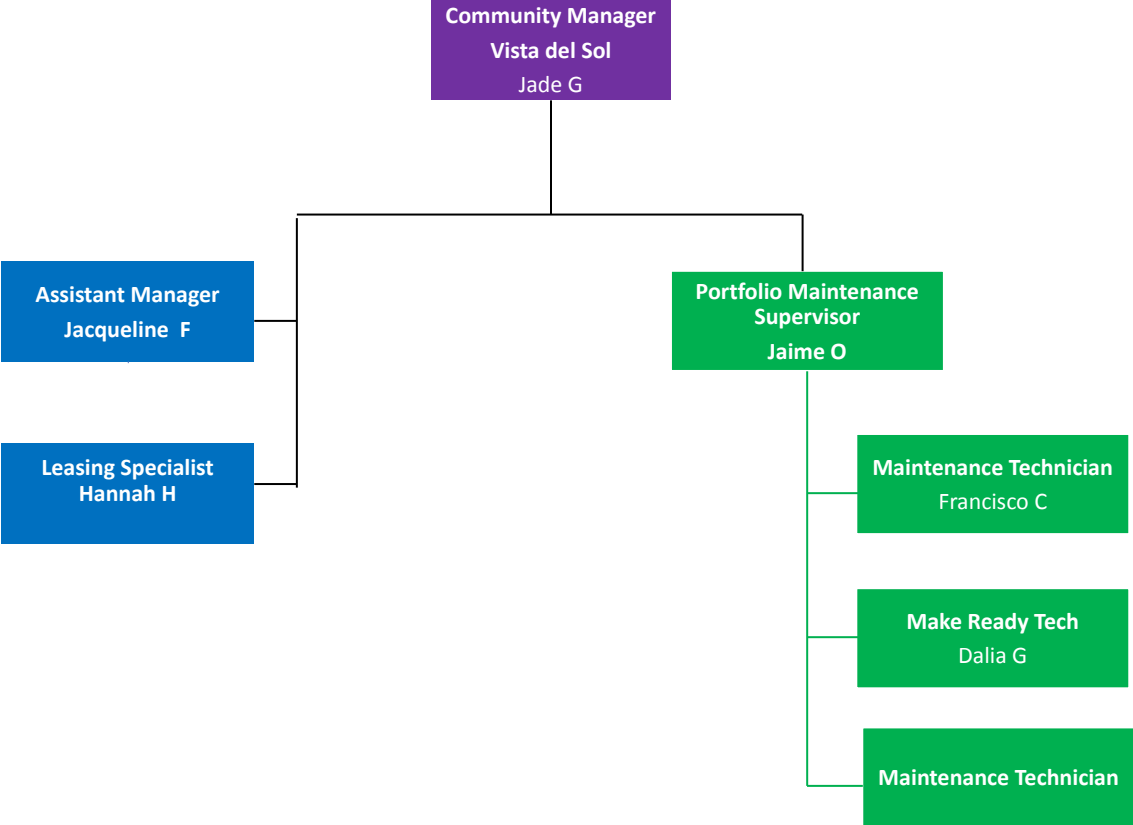 Community Manager
Vista del Sol
Jade G
Assistant Manager
Jacqueline  F
Leasing Specialist
Hannah H
Portfolio Maintenance
Supervisor
Jaime O
Maintenance Technician
Francisco C
Make Ready Tech
Dalia G
Maintenance Technician